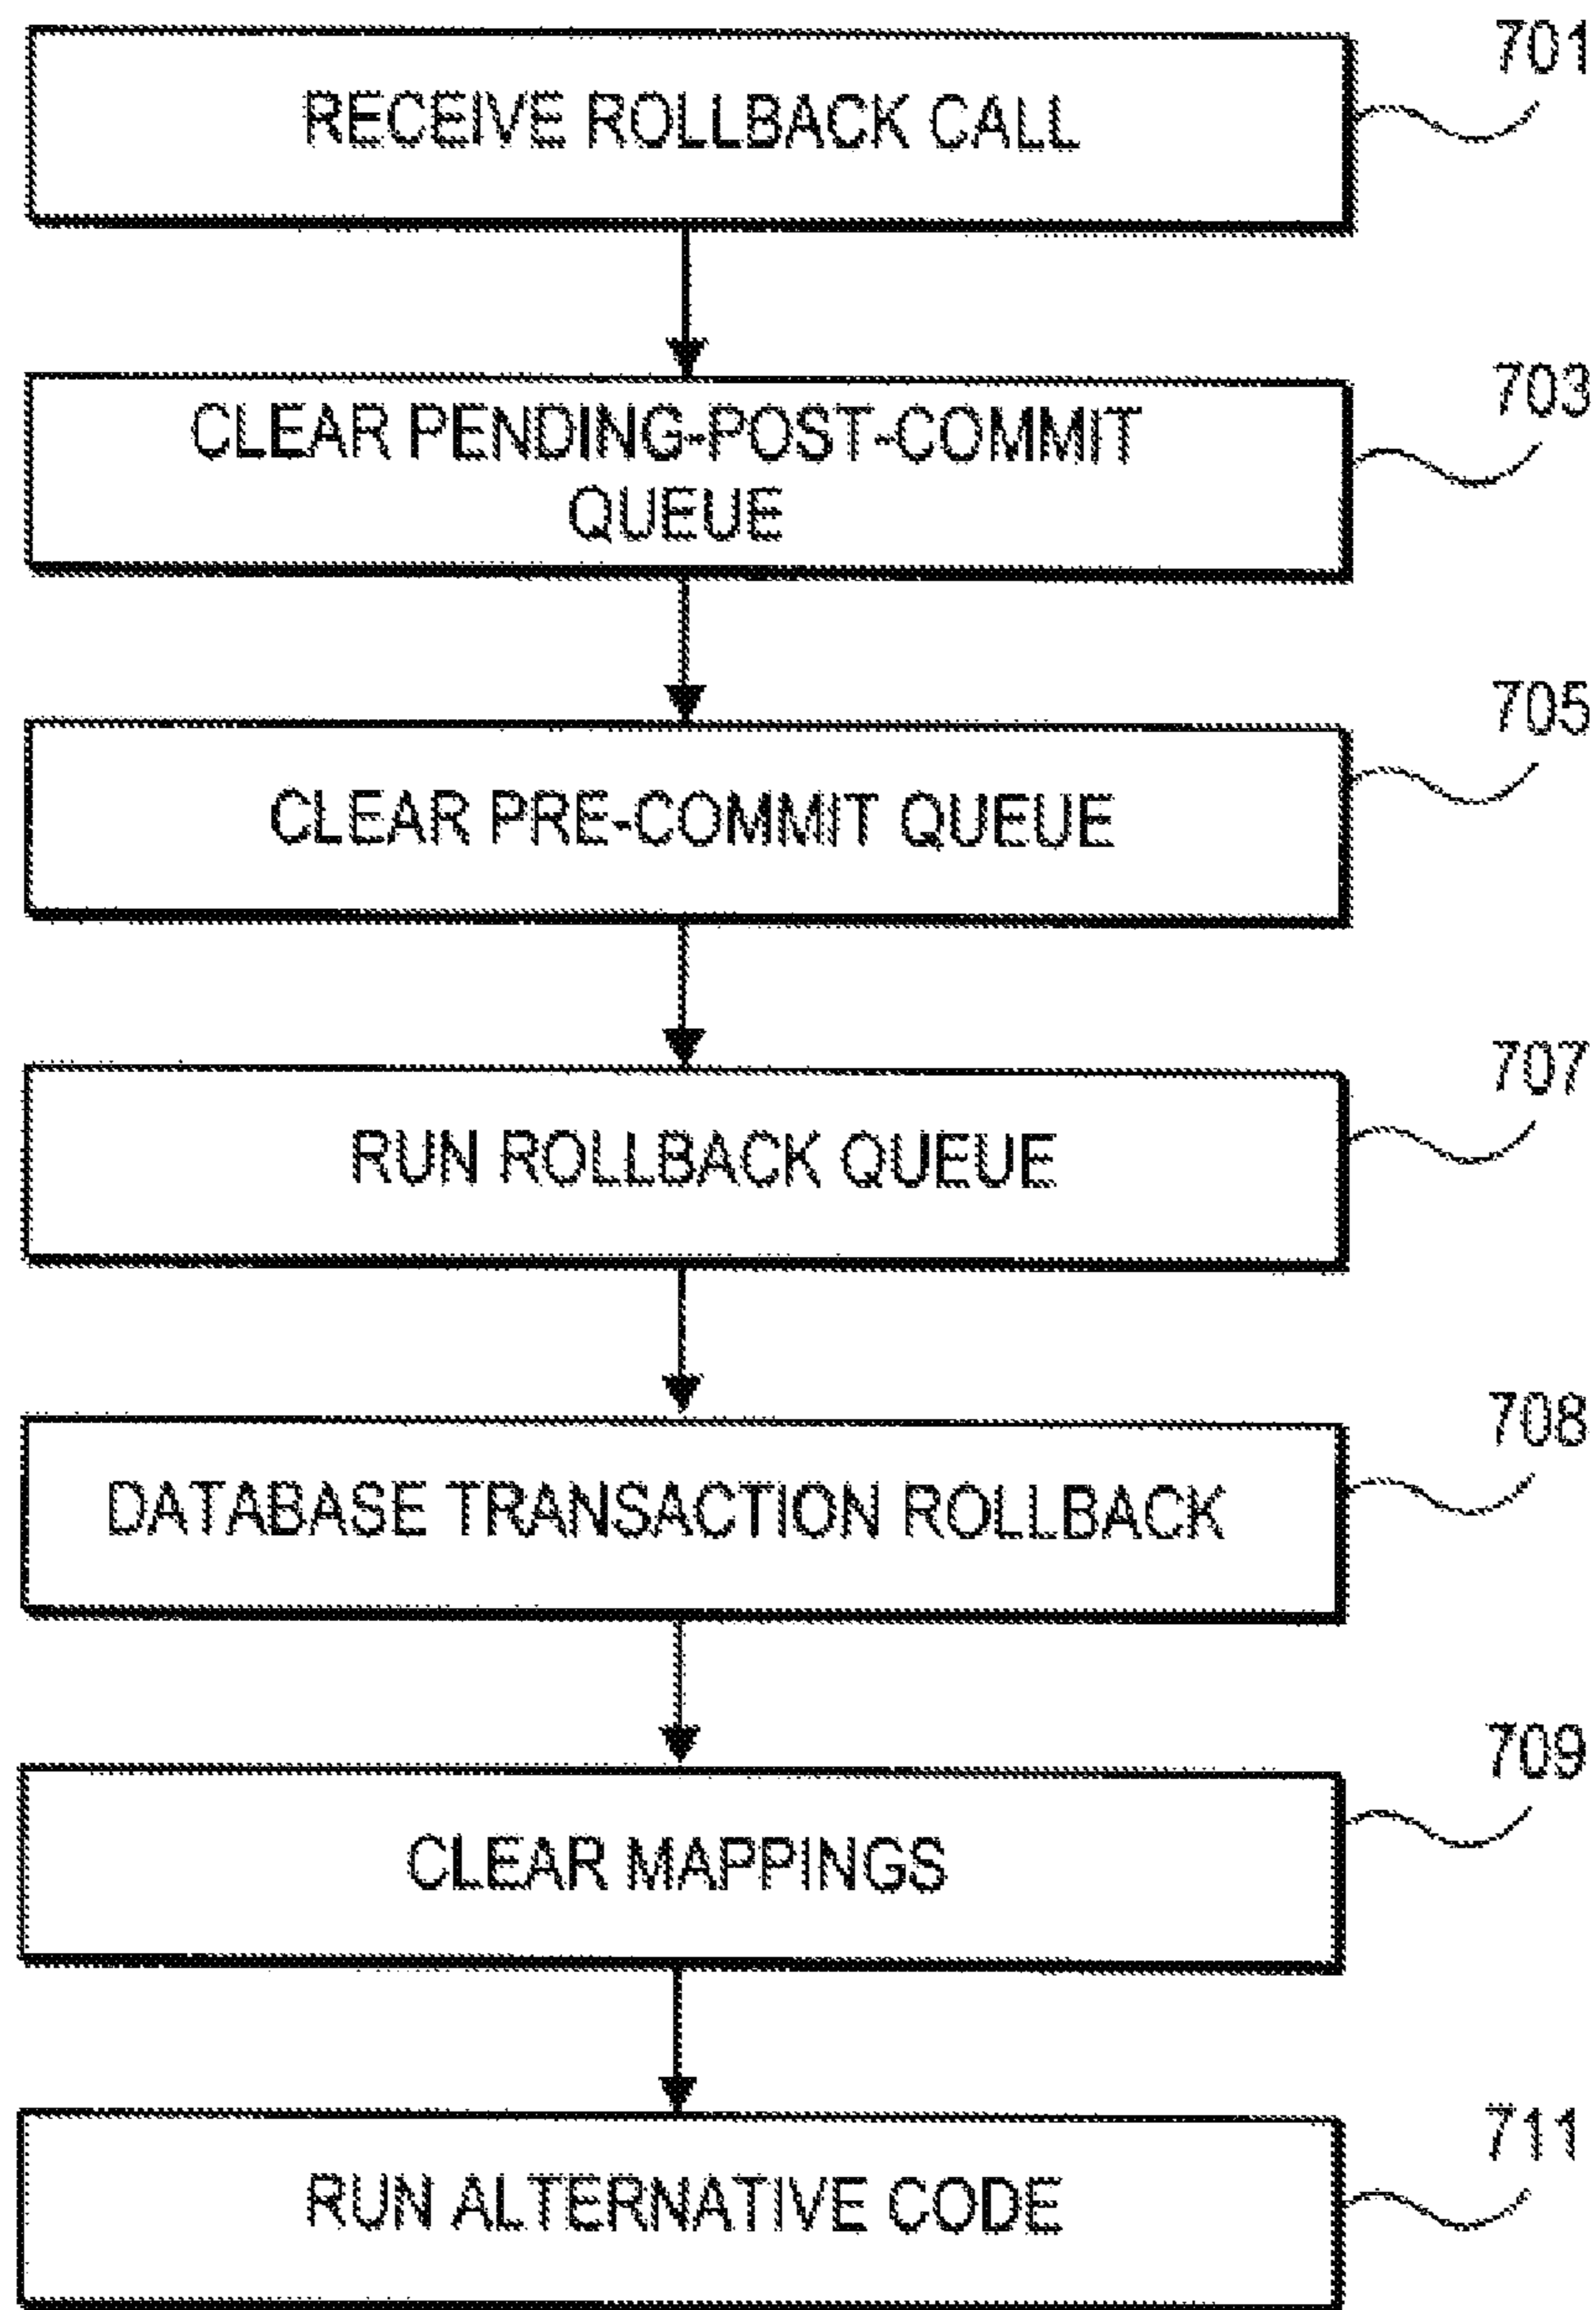 701
RECEIVE ROLLBACK CALL
703
CLEAR PENDING-POST-COMMIT
QUEUE
705
CLEAR PRE-COMMIT QUEUE
707
RUN ROLLBACK QUEUE
708
DATABASE TRANSACTION ROLLBACK
709
CLEAR MAPPINGS
711
RUN ALTERNATIVE CODE